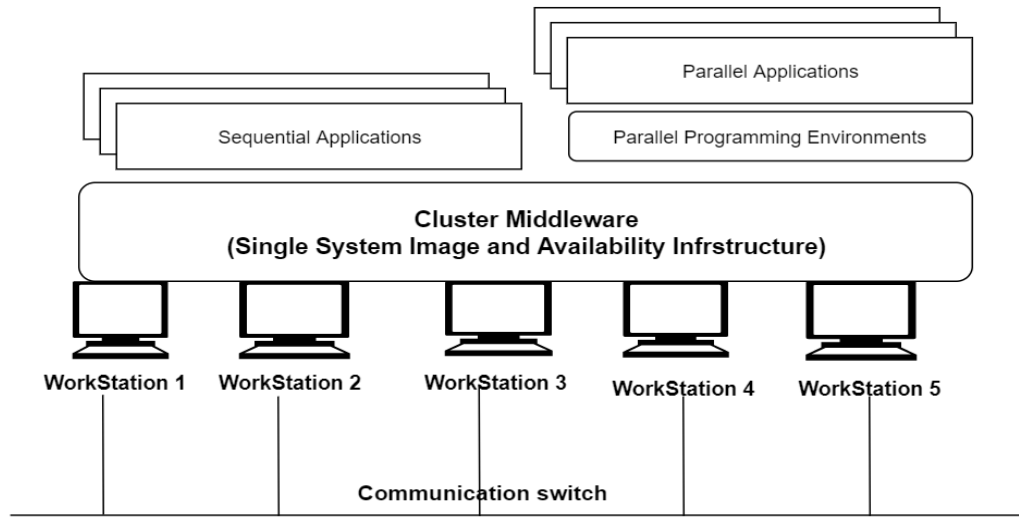 Parallel Applications
Sequential Applications
Parallel Programming Environments
Cluster Middleware
(Single System Image and Availability Infrstructure)
WorkStation 1
WorkStation 2
WorkStation 3
WorkStation 4
WorkStation 5
Communication switch